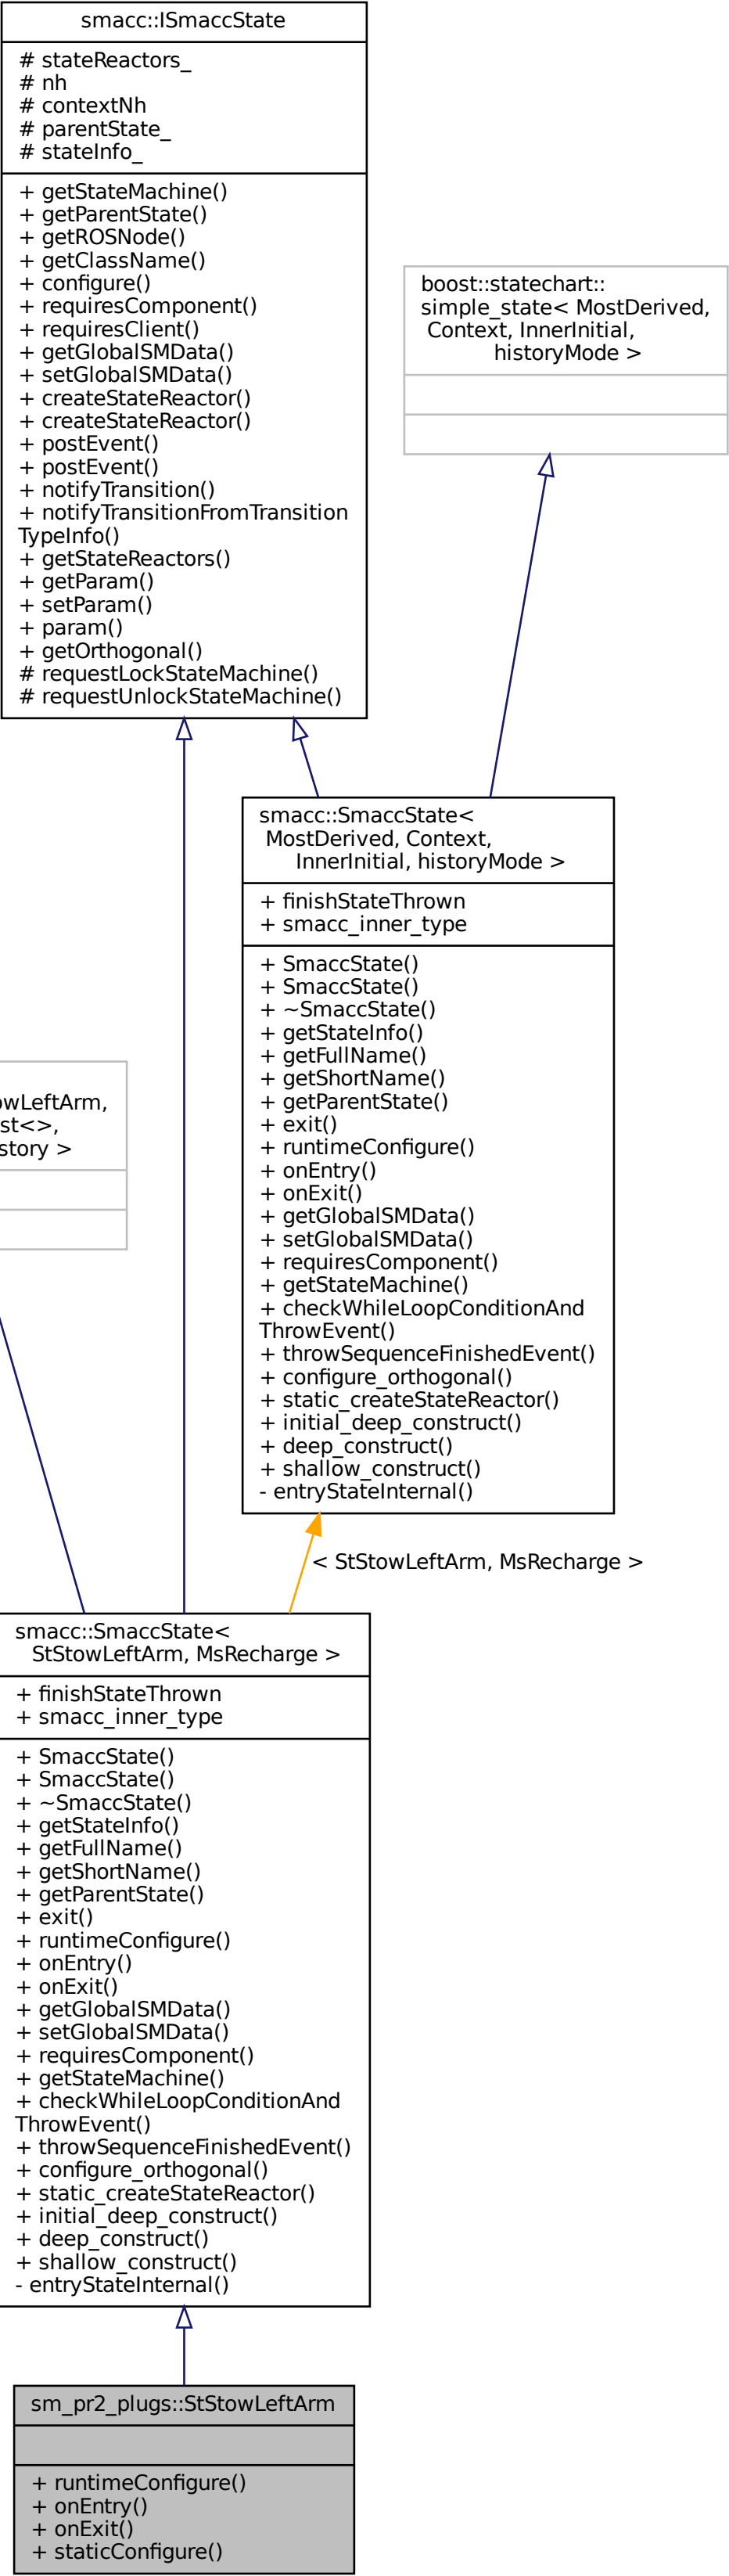 smacc::ISmaccState
# stateReactors_
# nh
# contextNh
# parentState_
# stateInfo_
+ getStateMachine()
+ getParentState()
+ getROSNode()
+ getClassName()
+ configure()
+ requiresComponent()
+ requiresClient()
+ getGlobalSMData()
+ setGlobalSMData()
+ createStateReactor()
+ createStateReactor()
+ postEvent()
+ postEvent()
+ notifyTransition()
+ notifyTransitionFromTransition
TypeInfo()
+ getStateReactors()
+ getParam()
+ setParam()
+ param()
+ getOrthogonal()
# requestLockStateMachine()
# requestUnlockStateMachine()
boost::statechart::
simple_state< MostDerived,
Context, InnerInitial,
historyMode >
smacc::SmaccState<
MostDerived, Context,
InnerInitial, historyMode >
+ finishStateThrown
+ smacc_inner_type
+ SmaccState()
+ SmaccState()
+ ~SmaccState()
+ getStateInfo()
+ getFullName()
+ getShortName()
+ getParentState()
+ exit()
+ runtimeConfigure()
+ onEntry()
+ onExit()
+ getGlobalSMData()
+ setGlobalSMData()
+ requiresComponent()
+ getStateMachine()
+ checkWhileLoopConditionAnd
ThrowEvent()
+ throwSequenceFinishedEvent()
+ configure_orthogonal()
+ static_createStateReactor()
+ initial_deep_construct()
+ deep_construct()
+ shallow_construct()
- entryStateInternal()
owLeftArm,
st<>,
story >
< StStowLeftArm, MsRecharge >
smacc::SmaccState<
StStowLeftArm, MsRecharge >
+ finishStateThrown
+ smacc_inner_type
+ SmaccState()
+ SmaccState()
+ ~SmaccState()
+ getStateInfo()
+ getFullName()
+ getShortName()
+ getParentState()
+ exit()
+ runtimeConfigure()
+ onEntry()
+ onExit()
+ getGlobalSMData()
+ setGlobalSMData()
+ requiresComponent()
+ getStateMachine()
+ checkWhileLoopConditionAnd
ThrowEvent()
+ throwSequenceFinishedEvent()
+ configure_orthogonal()
+ static_createStateReactor()
+ initial_deep_construct()
+ deep_construct()
+ shallow_construct()
- entryStateInternal()
sm_pr2_plugs::StStowLeftArm
+ runtimeConfigure()
+ onEntry()
+ onExit()
+ staticConfigure()